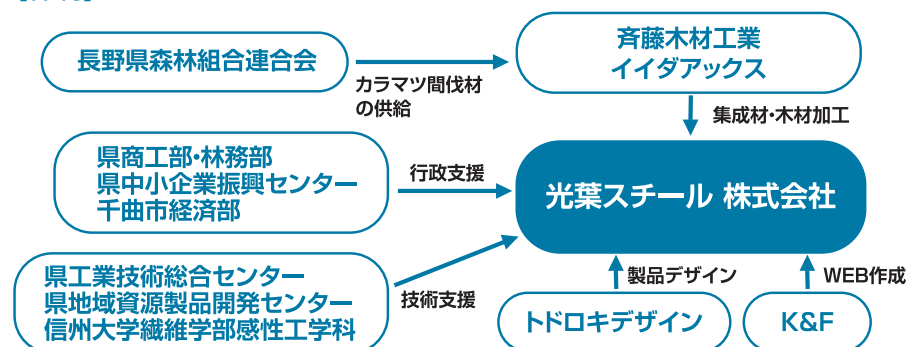 長野県森林組合連合会
カラマツ間伐材
の供給
斉藤木材工業
イイダアックス
集成材・木材加工
県商工部・林務部
県中小企業振興センター
千曲市経済部
行政支援
光葉スチール 株式会社
県工業技術総合センター
県地域資源製品開発センター
信州大学繊維学部感性工学科
技術支援
製品デザイン
WEB作成
トドロキデザイン
K&F